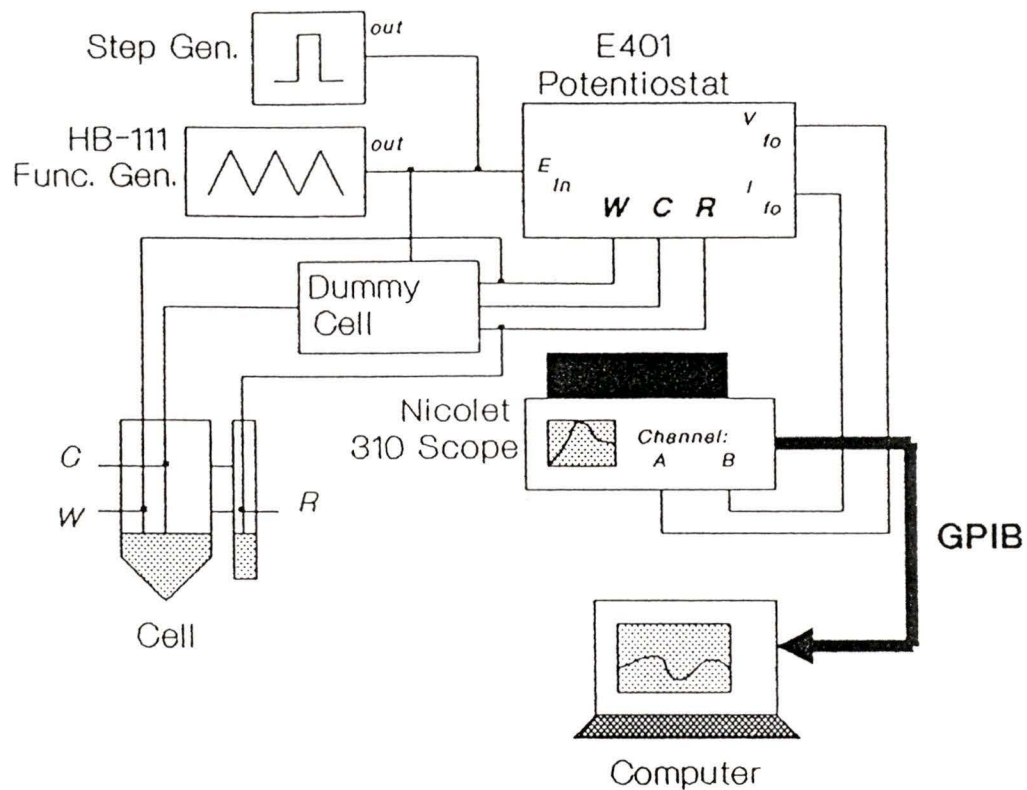 Step Gen.
out
E401
Potentiostat
HB-111
Func. Gen.
out
V fo
E In
I fo
W C R
Dummy
Cell
Nicolet
310 Scope
Channel:
A B
C
W
R
GPIB
Cell
Computer